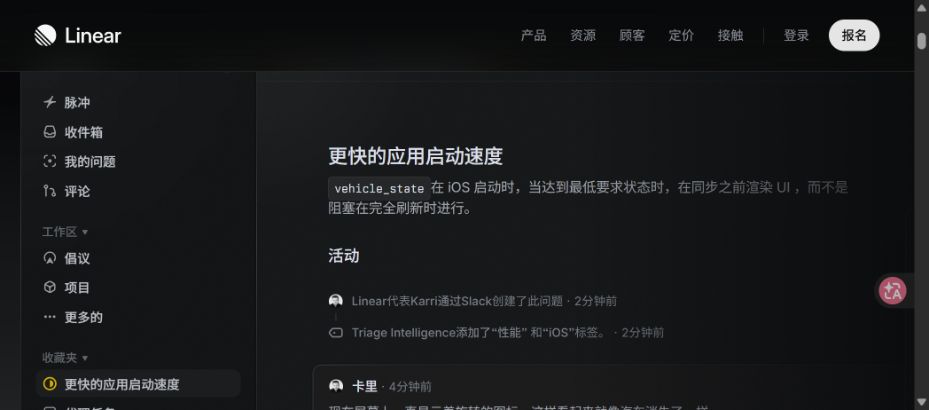 Linear
产品 资源 顾客 定价 接触 登录 报名
脉冲
收件箱
我的问题
评论
工作区
倡议
项目
更多的
收藏夹
更快的应用启动速度
更快的应用启动速度
vehicle_state 在 iOS 启动时，当达到最低要求状态时，在同步之前渲染 UI ，而不是
阻塞在完全刷新时进行。
活动
Linear代表Karri通过Slack创建了此问题 · 2分钟前
Triage Intelligence添加了“性能” 和“iOS”标签。 · 2分钟前
卡里 · 4分钟前